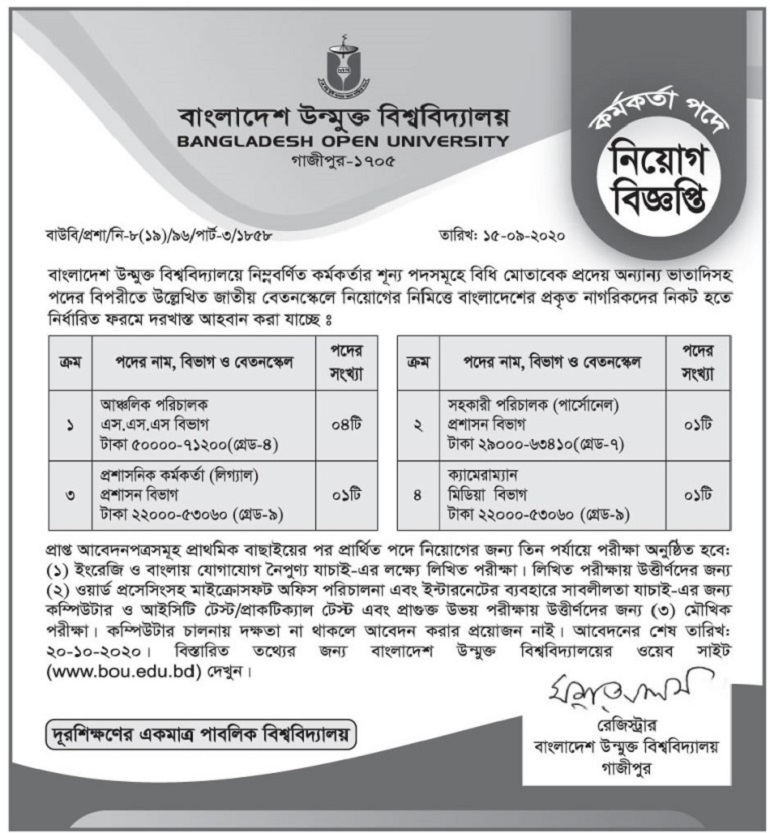 বাংলাদেশ উন্মুক্ত বিশ্ববিদ্যালয়
BANGLADESH OPEN UNIVERSITY
গাজীপুর-১৭০৫
কর্মকর্তা পদে
নিয়োগ
বিজ্ঞপ্তি
বাউবি/প্রশা/নি-৮(১৯)/৯৬/পার্ট-৩/১৮৫৮
তারিখ: ১৫-০৯-২০২০
বাংলাদেশ উন্মুক্ত বিশ্ববিদ্যালয়ে নিম্নবর্ণিত কর্মকর্তার শূন্য পদসমূহে বিধি মোতাবেক প্রদেয় অন্যান্য ভাতাদিসহ
পদের বিপরীতে উল্লেখিত জাতীয় বেতনস্কেলে নিয়োগের নিমিত্তে বাংলাদেশের প্রকৃত নাগরিকদের নিকট হতে
নির্ধারিত ফরমে দরখাস্ত আহবান করা যাচ্ছে ঃ
ক্রম
পদের নাম, বিভাগ ও বেতনস্কেল
পদের
সংখ্যা
১
আঞ্চলিক পরিচালক
এস.এস.এস বিভাগ
টাকা ৫০০০০-৭১২০০(গ্রেড-৪)
০৪টি
ক্রম
পদের নাম, বিভাগ ও বেতনস্কেল
পদের
সংখ্যা
২
সহকারী পরিচালক (পার্সোনেল)
প্রশাসন বিভাগ
টাকা ২৯০০০-৬৩৪১০(গ্রেড-৭)
০১টি
৩
প্রশাসনিক কর্মকর্তা (লিগ্যাল)
প্রশাসন বিভাগ
টাকা ২২০০০-৫৩০৬০ (গ্রেড-৯)
০১টি
৪
ক্যামেরাম্যান
মিডিয়া বিভাগ
টাকা ২২০০০-৫৩০৬০ (গ্রেড-৯)
০১টি
প্রাপ্ত আবেদনপত্রসমূহ প্রাথমিক বাছাইয়ের পর প্রার্থিত পদে নিয়োগের জন্য তিন পর্যায়ে পরীক্ষা অনুষ্ঠিত হবে:
(১) ইংরেজি ও বাংলায় যোগাযোগ নৈপুণ্য যাচাই-এর লক্ষ্যে লিখিত পরীক্ষা। লিখিত পরীক্ষায় উত্তীর্ণদের জন্য
(২) ওয়ার্ড প্রসেসিংসহ মাইক্রোসফট অফিস পরিচালনা এবং ইন্টারনেটের ব্যবহারে সাবলীলতা যাচাই-এর জন্য
কম্পিউটার ও আইসিটি টেস্ট/প্রাকটিক্যাল টেস্ট এবং প্রাগুক্ত উভয় পরীক্ষায় উত্তীর্ণদের জন্য (৩) মৌখিক
পরীক্ষা। কম্পিউটার চালনায় দক্ষতা না থাকলে আবেদন করার প্রয়োজন নাই। আবেদনের শেষ তারিখ:
২০-১০-২০২০। বিস্তারিত তথ্যের জন্য বাংলাদেশ উন্মুক্ত বিশ্ববিদ্যালয়ের ওয়েব সাইট
(www.bou.edu.bd) দেখুন।
রেজিস্ট্রার
বাংলাদেশ উন্মুক্ত বিশ্ববিদ্যালয়
গাজীপুর
দূরশিক্ষণের একমাত্র পাবলিক বিশ্ববিদ্যালয়